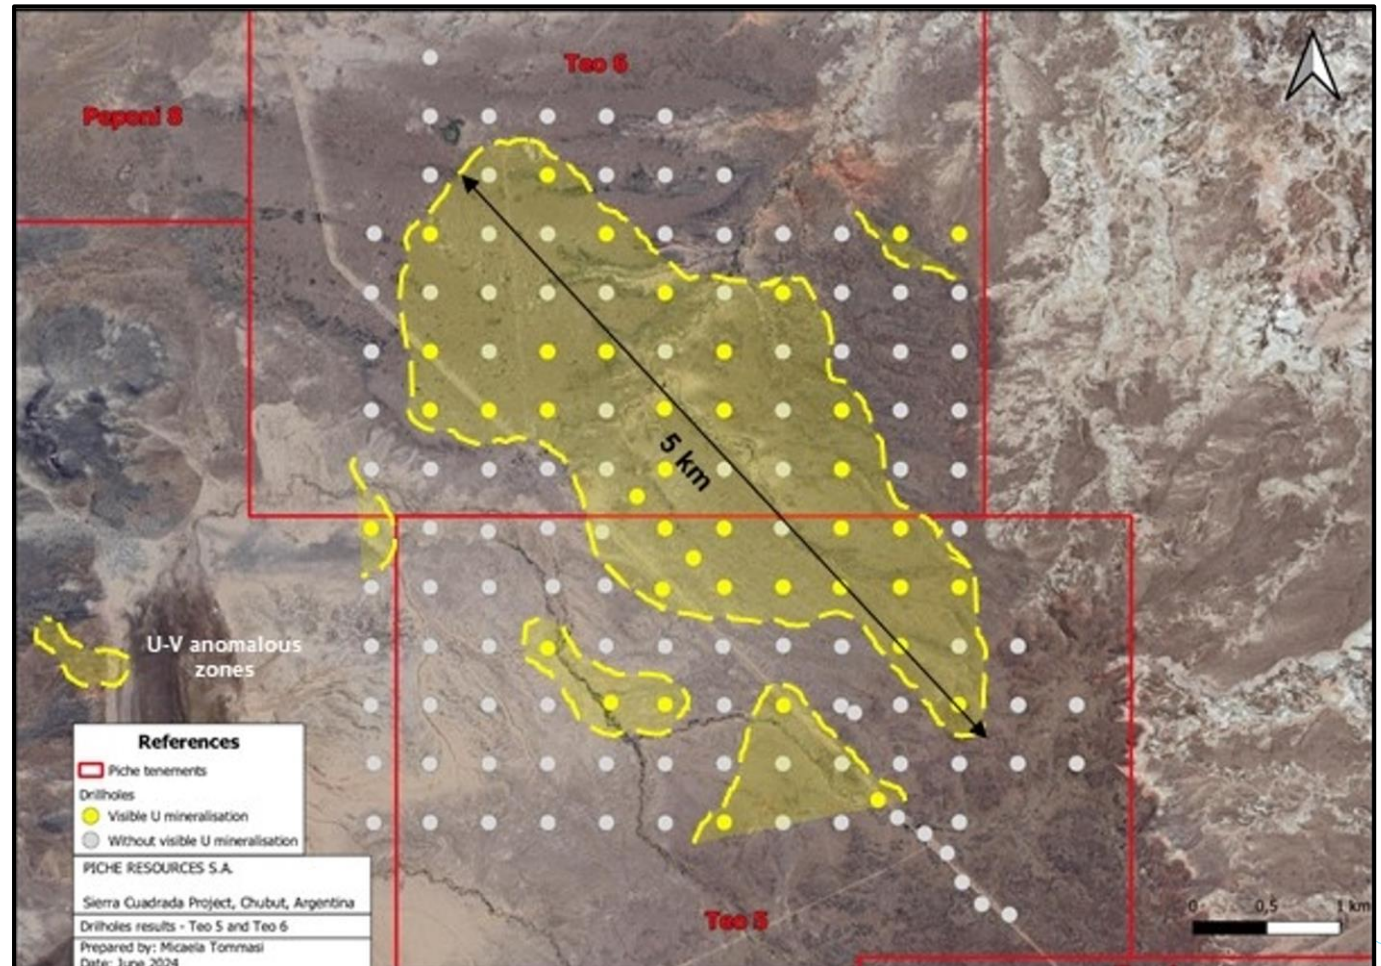 Teo 6
Peponi 8
5 km
U-V anomalous
zones
References
Piche tenements
Drillholes
Visible U mineralisation
Without visible U mineralisation
PICHE RESOURCES S.A.
Sierra Cuadrada Project, Chubut, Argentina
Drillholes results - Teo 5 and Teo 6
Prepared by: Micaela Tommasi
Date: June 2024
Teo 5
0 0,5 1 km